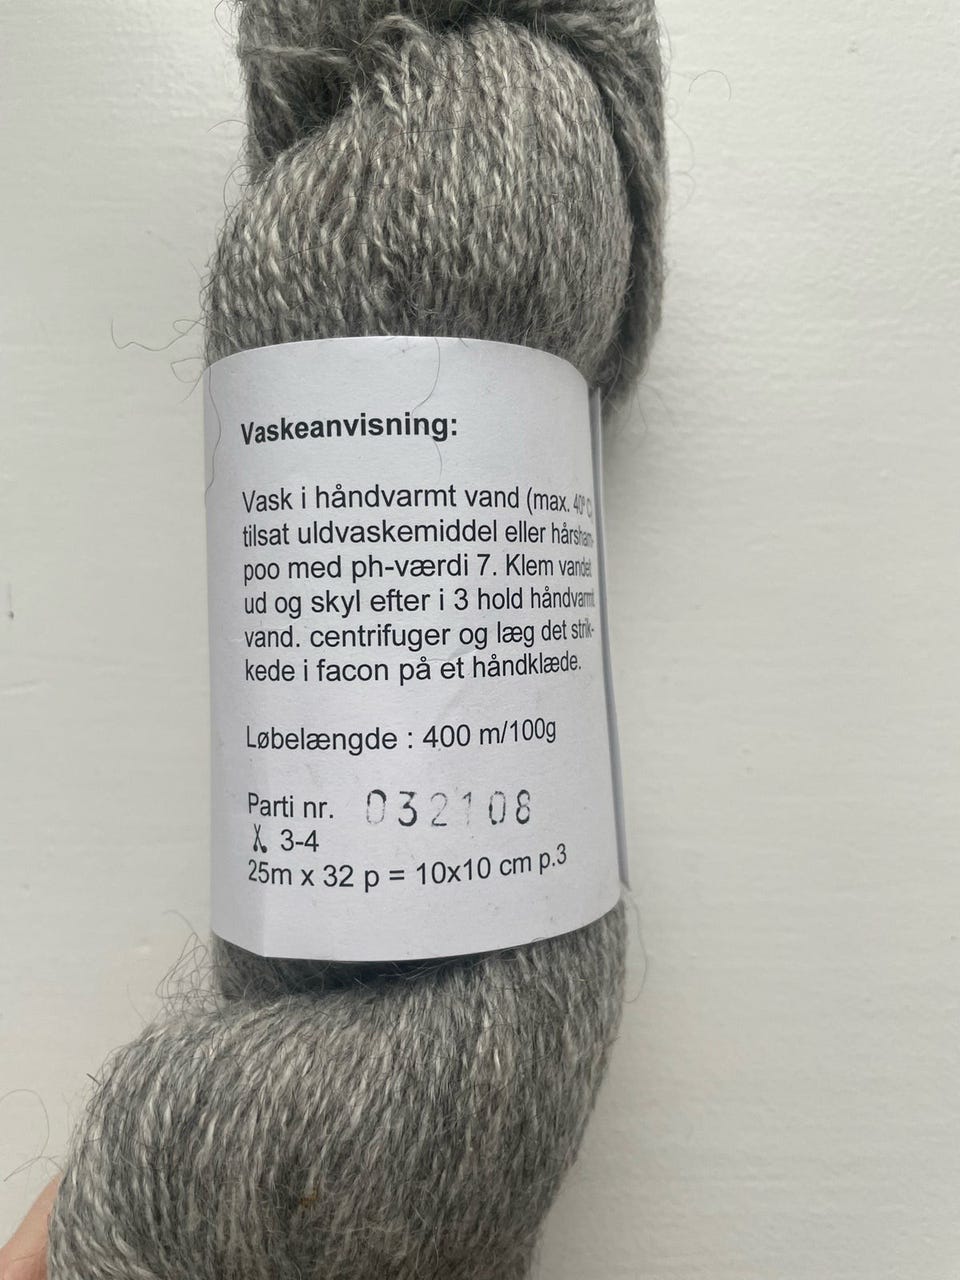 Vaskeanvisning:
Vask i håndvarmt vand (max. 40° C
tilsat uldvaskemiddel eller hårsham-
poo med ph-værdi 7. Klem vandet
ud og skyl efter i 3 hold håndvarmt
vand. centrifuger og læg det strik-
kede i facon på et håndklæde.
Løbelængde : 400 m/100g
Parti nr. 032108
3-4
25m x 32 p = 10x10 cm p.3